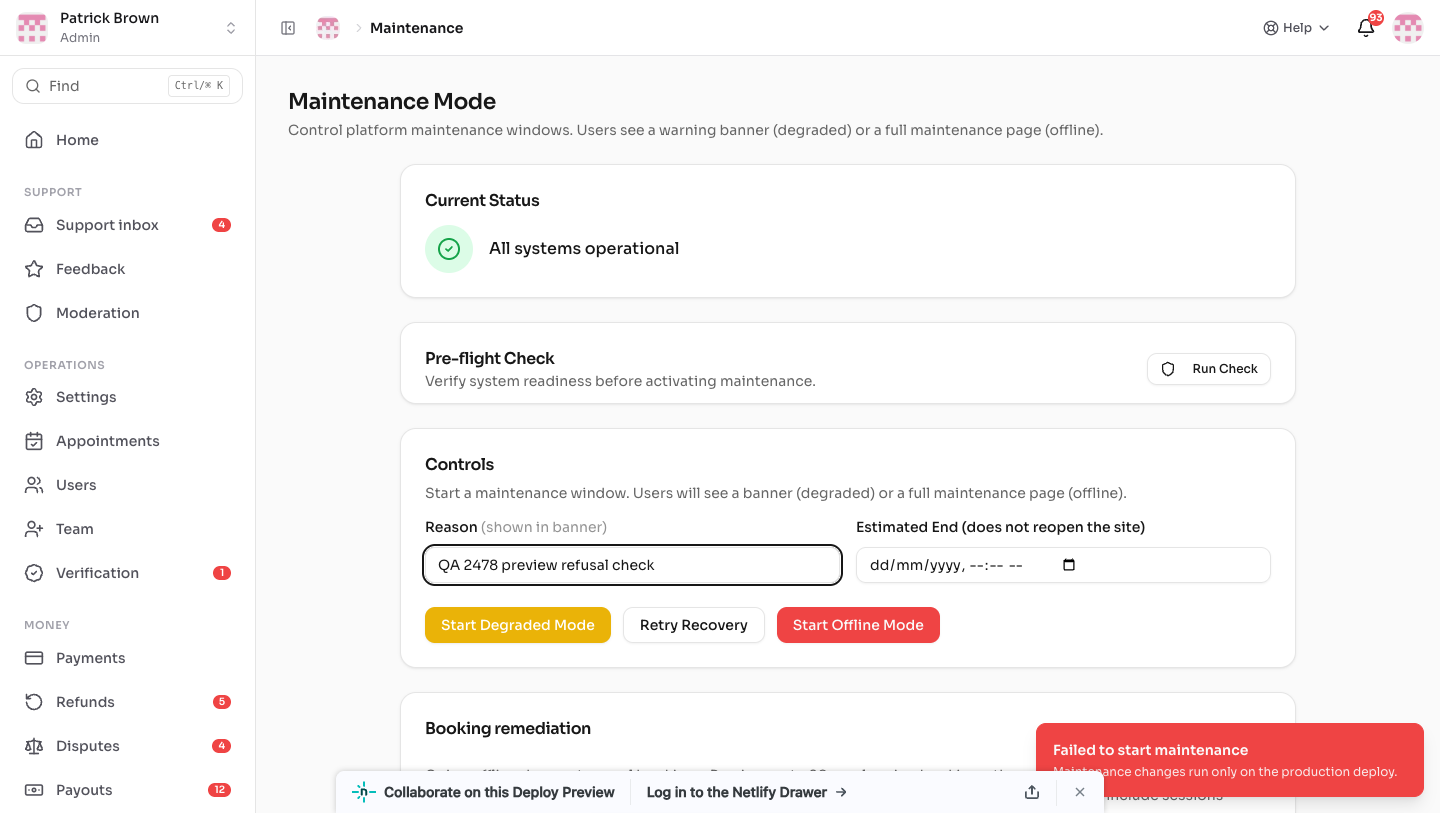 Patrick Brown
Admin
Find
Ctrl/⌘ K
Home
SUPPORT
Support inbox
4
Feedback
Moderation
OPERATIONS
Settings
Appointments
Users
Team
Verification
1
MONEY
Payments
Refunds
5
Disputes
4
Payouts
12
Maintenance
Help
93
Maintenance Mode
Control platform maintenance windows. Users see a warning banner (degraded) or a full maintenance page (offline).
Current Status
All systems operational
Pre-flight Check
Verify system readiness before activating maintenance.
Run Check
Controls
Start a maintenance window. Users will see a banner (degraded) or a full maintenance page (offline).
Reason (shown in banner)
Estimated End (does not reopen the site)
QA 2478 preview refusal check
dd/mm/yyyy, --:-- --
Start Degraded Mode
Retry Recovery
Start Offline Mode
Booking remediation
include sessions
Failed to start maintenance
Maintenance changes run only on the production deploy.
Collaborate on this Deploy Preview
Log in to the Netlify Drawer →